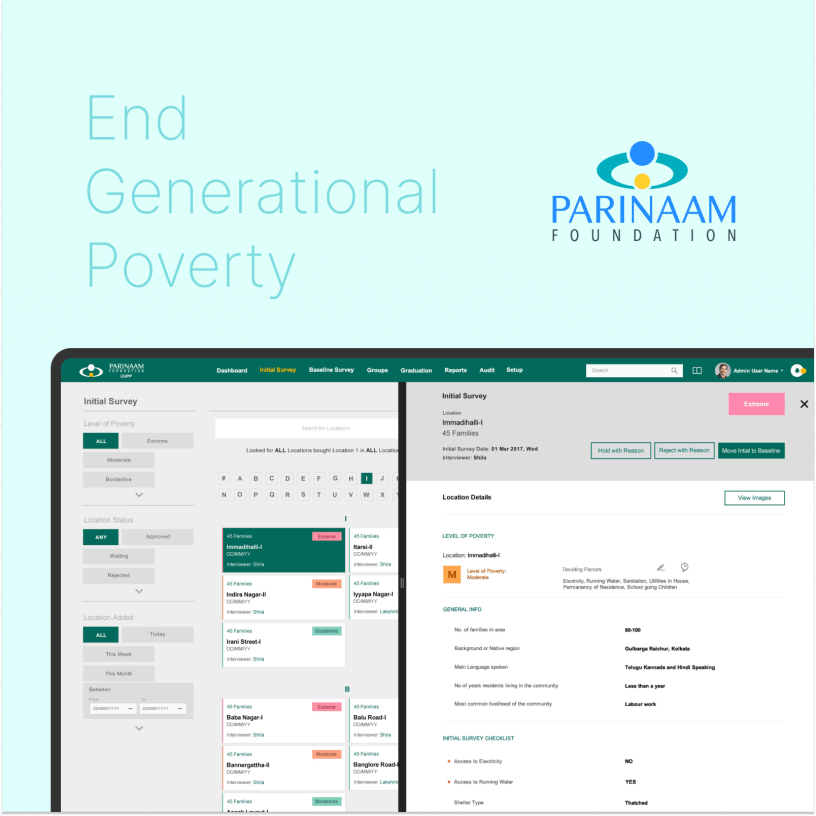 End
Generational
Poverty
PARINAAM
FOUNDATION
PARINAAM
FOUNDATION
UUPP
Dashboard Initial Survey Baseline Survey Groups Graduation Reports Audit Setup
Search
Admin User Name
Initial Survey
Level of Poverty
ALL Extreme
Moderate
Borderline
Location Status
ANY Approved
Waiting
Rejected
Location Added
ALL Today
This Week
This Month
Between
From To
DD/MM/YYYY DD/MM/YYYY
Search for Locations
Looked for ALL Locations bought Location 1 in ALL Location
# A B C D E F G H I J
N O P Q R S T U V W X
I
45 Families Extreme
Immadihalli-I
DD/MM/YY
Interviewer: Shila
45 Families
Itarsi-II
DD/MM/YY
Interviewer: Shila
45 Families Moderate
Indira Nagar-II
DD/MM/YY
Interviewer: Shila
45 Families
Iyyapa Nagar-I
DD/MM/YY
Interviewer: Lakshm
45 Families Borderline
Irani Street-I
DD/MM/YY
Interviewer: Shila
B
45 Families Extreme
Baba Nagar-I
DD/MM/YY
Interviewer: Shila
45 Families
Balu Road-I
DD/MM/YY
Interviewer: Shila
45 Families Moderate
Bannergattha-II
DD/MM/YY
Interviewer: Shila
45 Families
Banglore Road-I
DD/MM/YY
Interviewer: Lakshm
45 Families Borderline
Initial Survey
Extreme
Location
Immadihalli-I
45 Families
Initial Survey Date: 01 Mar 2017, Wed
Interviewer: Shila
Hold with Reason Reject with Reason Move Intial to Baseline
Location Details
View Images
LEVEL OF POVERTY
Location: Immadihalli-I
M
Level of Poverty:
Moderate
Deciding Factors
Electricity, Running Water, Sanitation, Utilities in House,
Permanancy of Residence, School going Children
GENERAL INFO
No. of families in area 80-100
Background or Native region Gulbarga Raichur, Kolkata
Main Language spoken Telugu Kannada and Hindi Speaking
No of years residents living in the community Less than a year
Most common livelihood of the community Labour work
INITIAL SURVEY CHECKLIST
Access to Electricity NO
Access to Running Water YES
Shelter Type Thatched